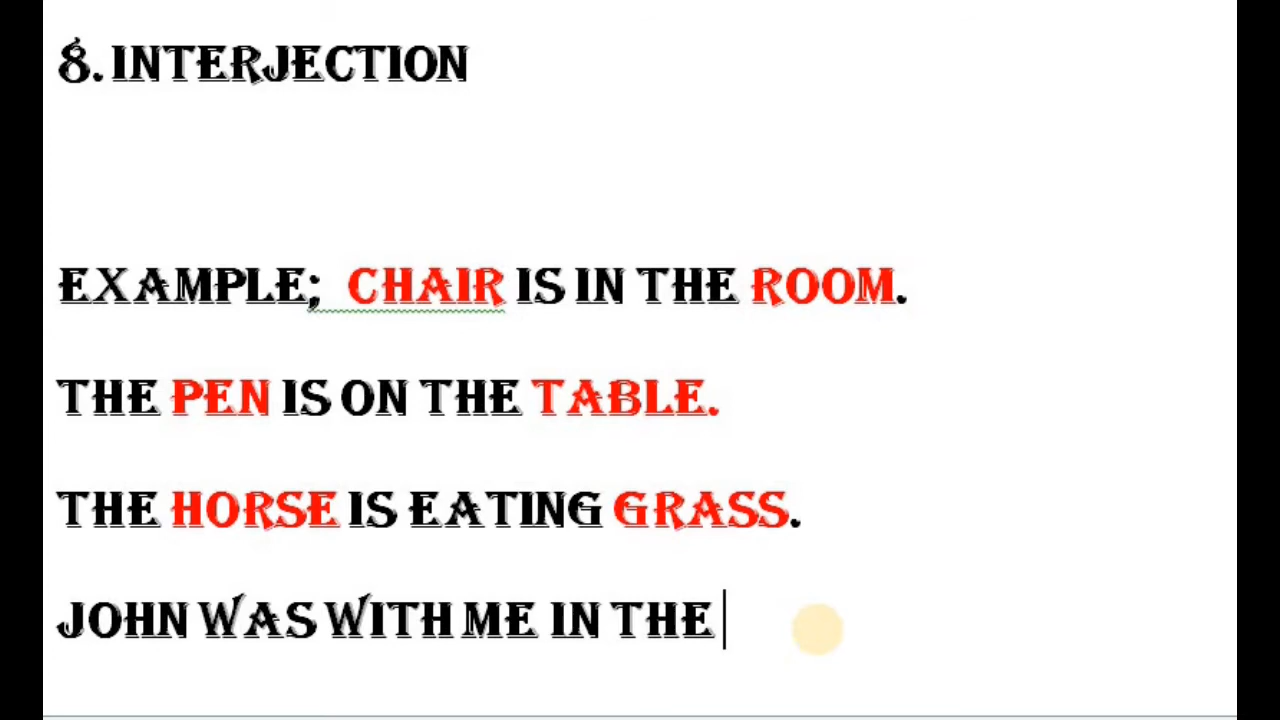 8. INTERJECTION
EXAMPLE; CHAIR IS IN THE ROOM.
THE PEN IS ON THE TABLE.
THE HORSE IS EATING GRASS.
JOHN WAS WITH ME IN THE